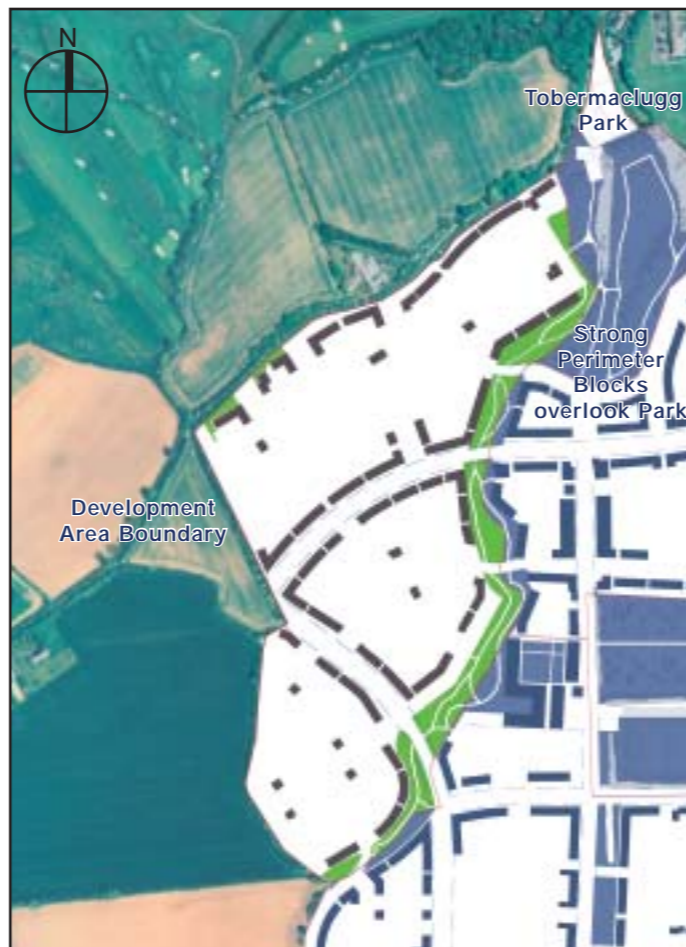 N
Tobermaclugg
Park
Strong
Perimeter
Blocks
overlook Park
Development
Area Boundary